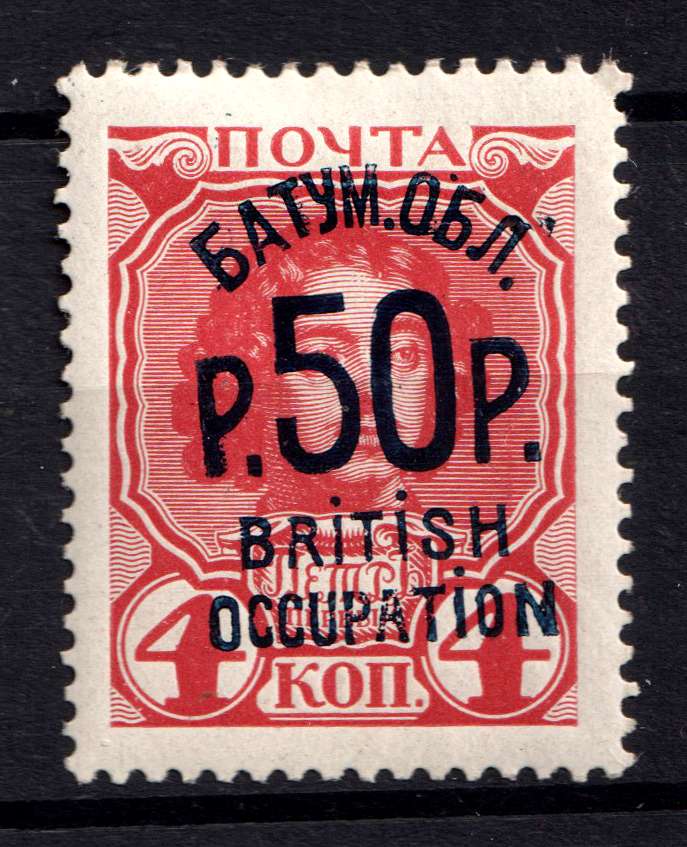 ПОЧТА
БАТУМ.ОБЛ.
Р.50Р.
BRiTiSH
OCCUPATiON
4 КОП. 4